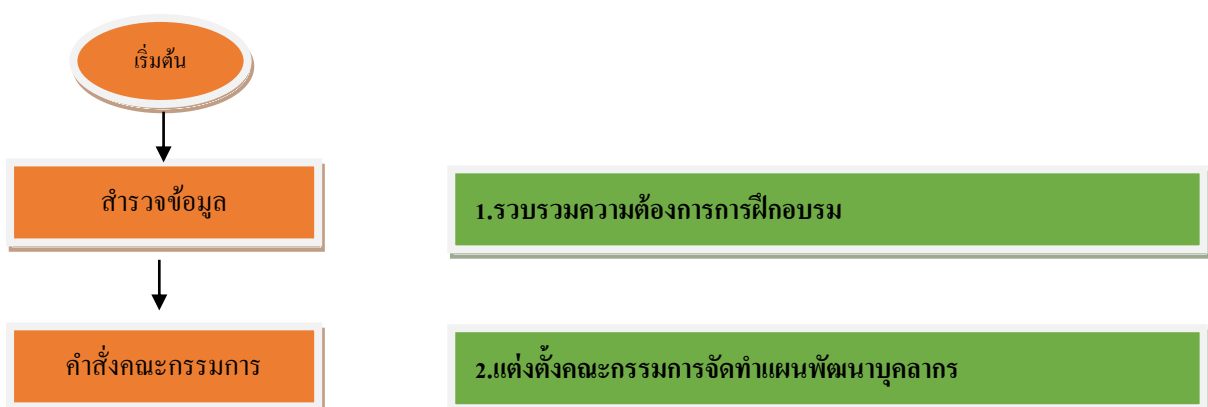 เริ่มต้น
สำรวจข้อมูล
1.รวบรวมความต้องการการฝึกอบรม
คำสั่งคณะกรรมการ
2.แต่งตั้งคณะกรรมการจัดทำแผนพัฒนาบุคลากร